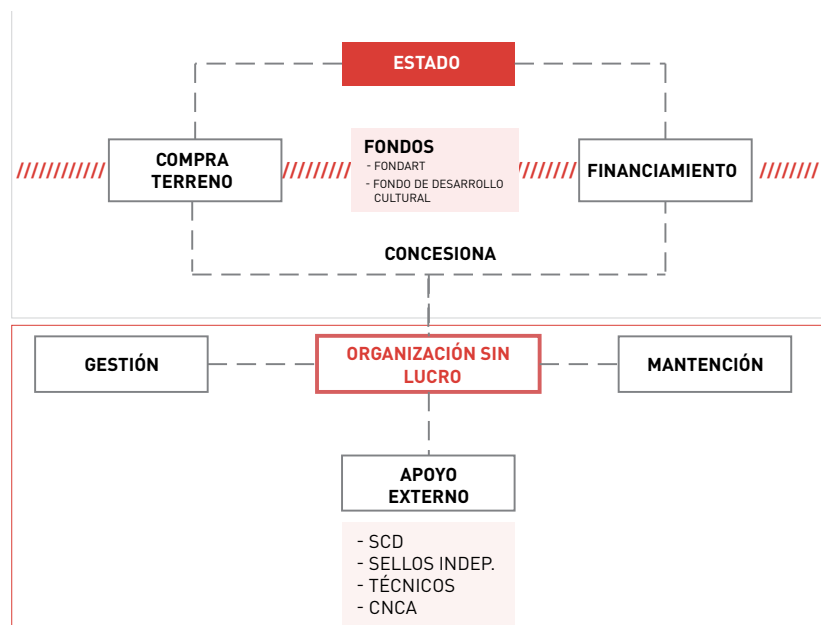 ESTADO
COMPRA
TERRENO
FONDOS
- FONDART
- FONDO DE DESARROLLO
CULTURAL
FINANCIAMIENTO
CONCESIONA
GESTIÓN
ORGANIZACIÓN SIN
LUCRO
MANTENCIÓN
APOYO
EXTERNO
- SCD
- SELLOS INDEP.
- TÉCNICOS
- CNCA